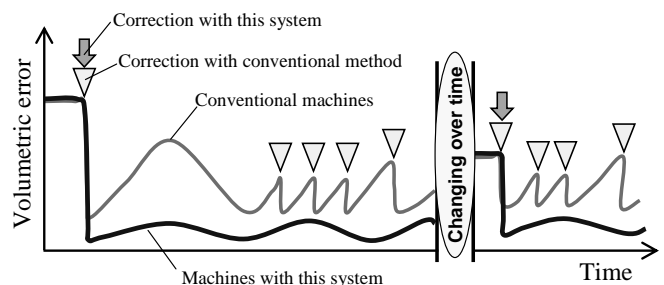 Correction with this system
Correction with conventional method
Conventional machines
Volumetric error
Changing over time
Machines with this system
Time